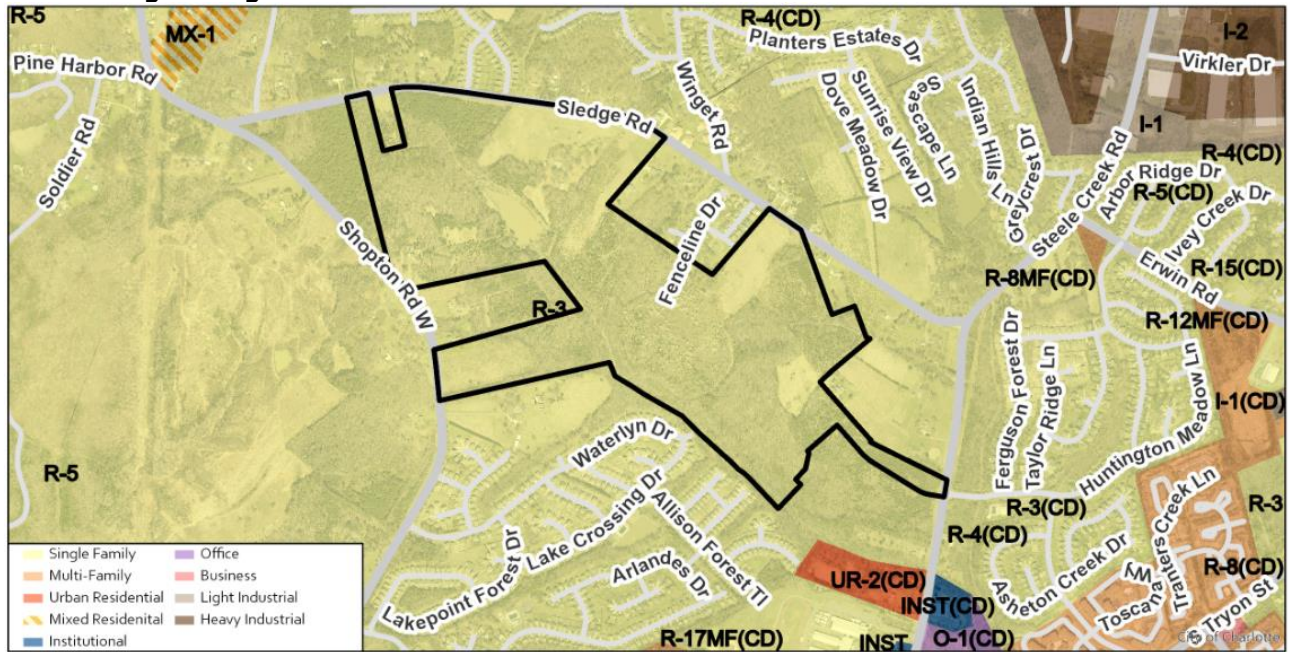 R-5
MX-1
R-4(CD)
I-2
Pine Harbor Rd
Planters Estates Dr
Virkler Dr
Sledge Rd
Winget Rd
Dove Meadow Dr
Sunrise View Dr
Seascape Ln
Indian Hills Ln
Greycrest Dr
I-1
Soldier Rd
Steele Creek Rd
R-4(CD)
Arbor Ridge Dr
R-5(CD)
Ivey Creek Dr
Shopton Rd W
Fenceline Dr
Erwin Rd
R-15(CD)
R-8MF(CD)
R-3
R-12MF(CD)
Ferguson Forest Dr
Taylor Ridge Ln
Huntington Meadow Ln
I-1(CD)
Waterlyn Dr
R-5
Lake Crossing Dr
Allison Forest Tl
R-3(CD)
R-3
R-4(CD)
Lakepoint Forest Dr
Arlandes Dr
UR-2(CD)
INST(CD)
Asheton Creek Dr
Toscana Wy
Tranters Creek Ln
R-8(CD)
S Tryon St
R-17MF(CD)
INST
O-1(CD)
Single Family
Multi-Family
Urban Residential
Mixed Residenital
Institutional
Office
Business
Light Industrial
Heavy Industrial
City of Charlotte